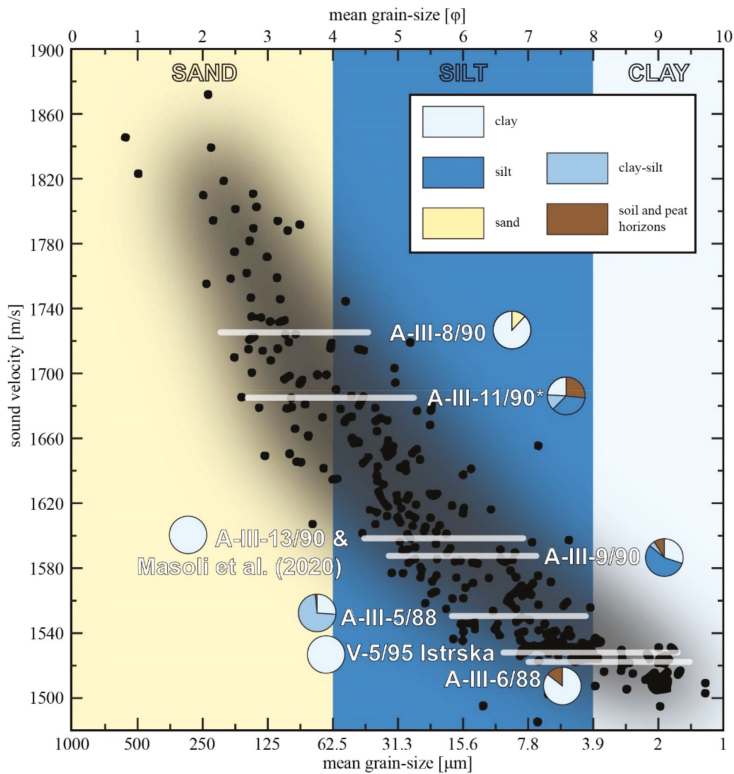 mean grain-size [φ]
0 1 2 3 4 5 6 7 8 9 10
SAND SILT CLAY
1900
1860
1820
1780
1740
1700
1660
1620
1580
1540
1500
sound velocity [m/s]
clay
silt
clay-silt
sand
soil and peat
horizons
A-III-8/90
A-III-11/90*
A-III-13/90 &
Masoli et al. (2020)
A-III-9/90
A-III-5/88
V-5/95 Istrska
A-III-6/88
1000 500 250 125 62.5 31.3 15.6 7.8 3.9 2 1
mean grain-size [μm]